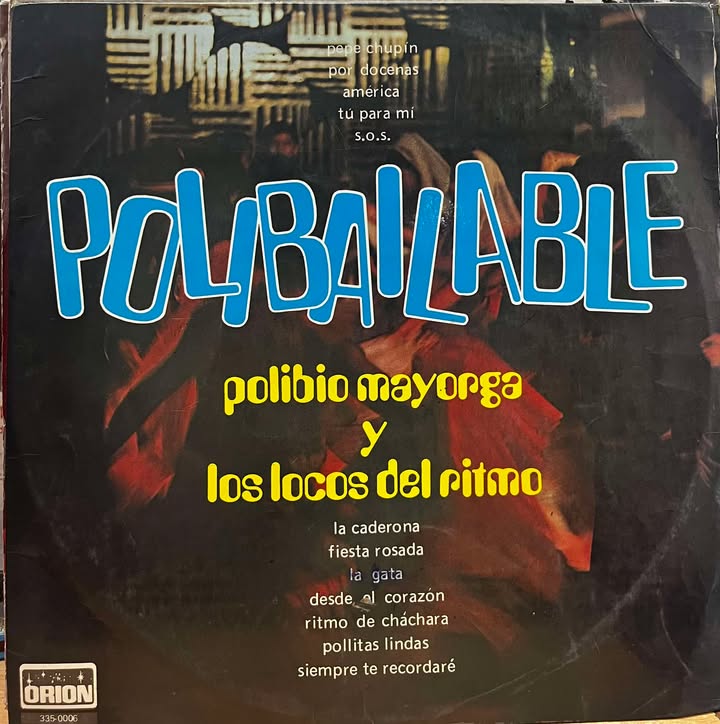 pepe chupín
por docenas
américa
tú para mí
s.o.s.
POLIBAILABLE
polibio mayorga
y
los locos del ritmo
la caderona
fiesta rosada
la gata
desde el corazón
ritmo de cháchara
pollitas lindas
siempre te recordaré
ORION
335-0006